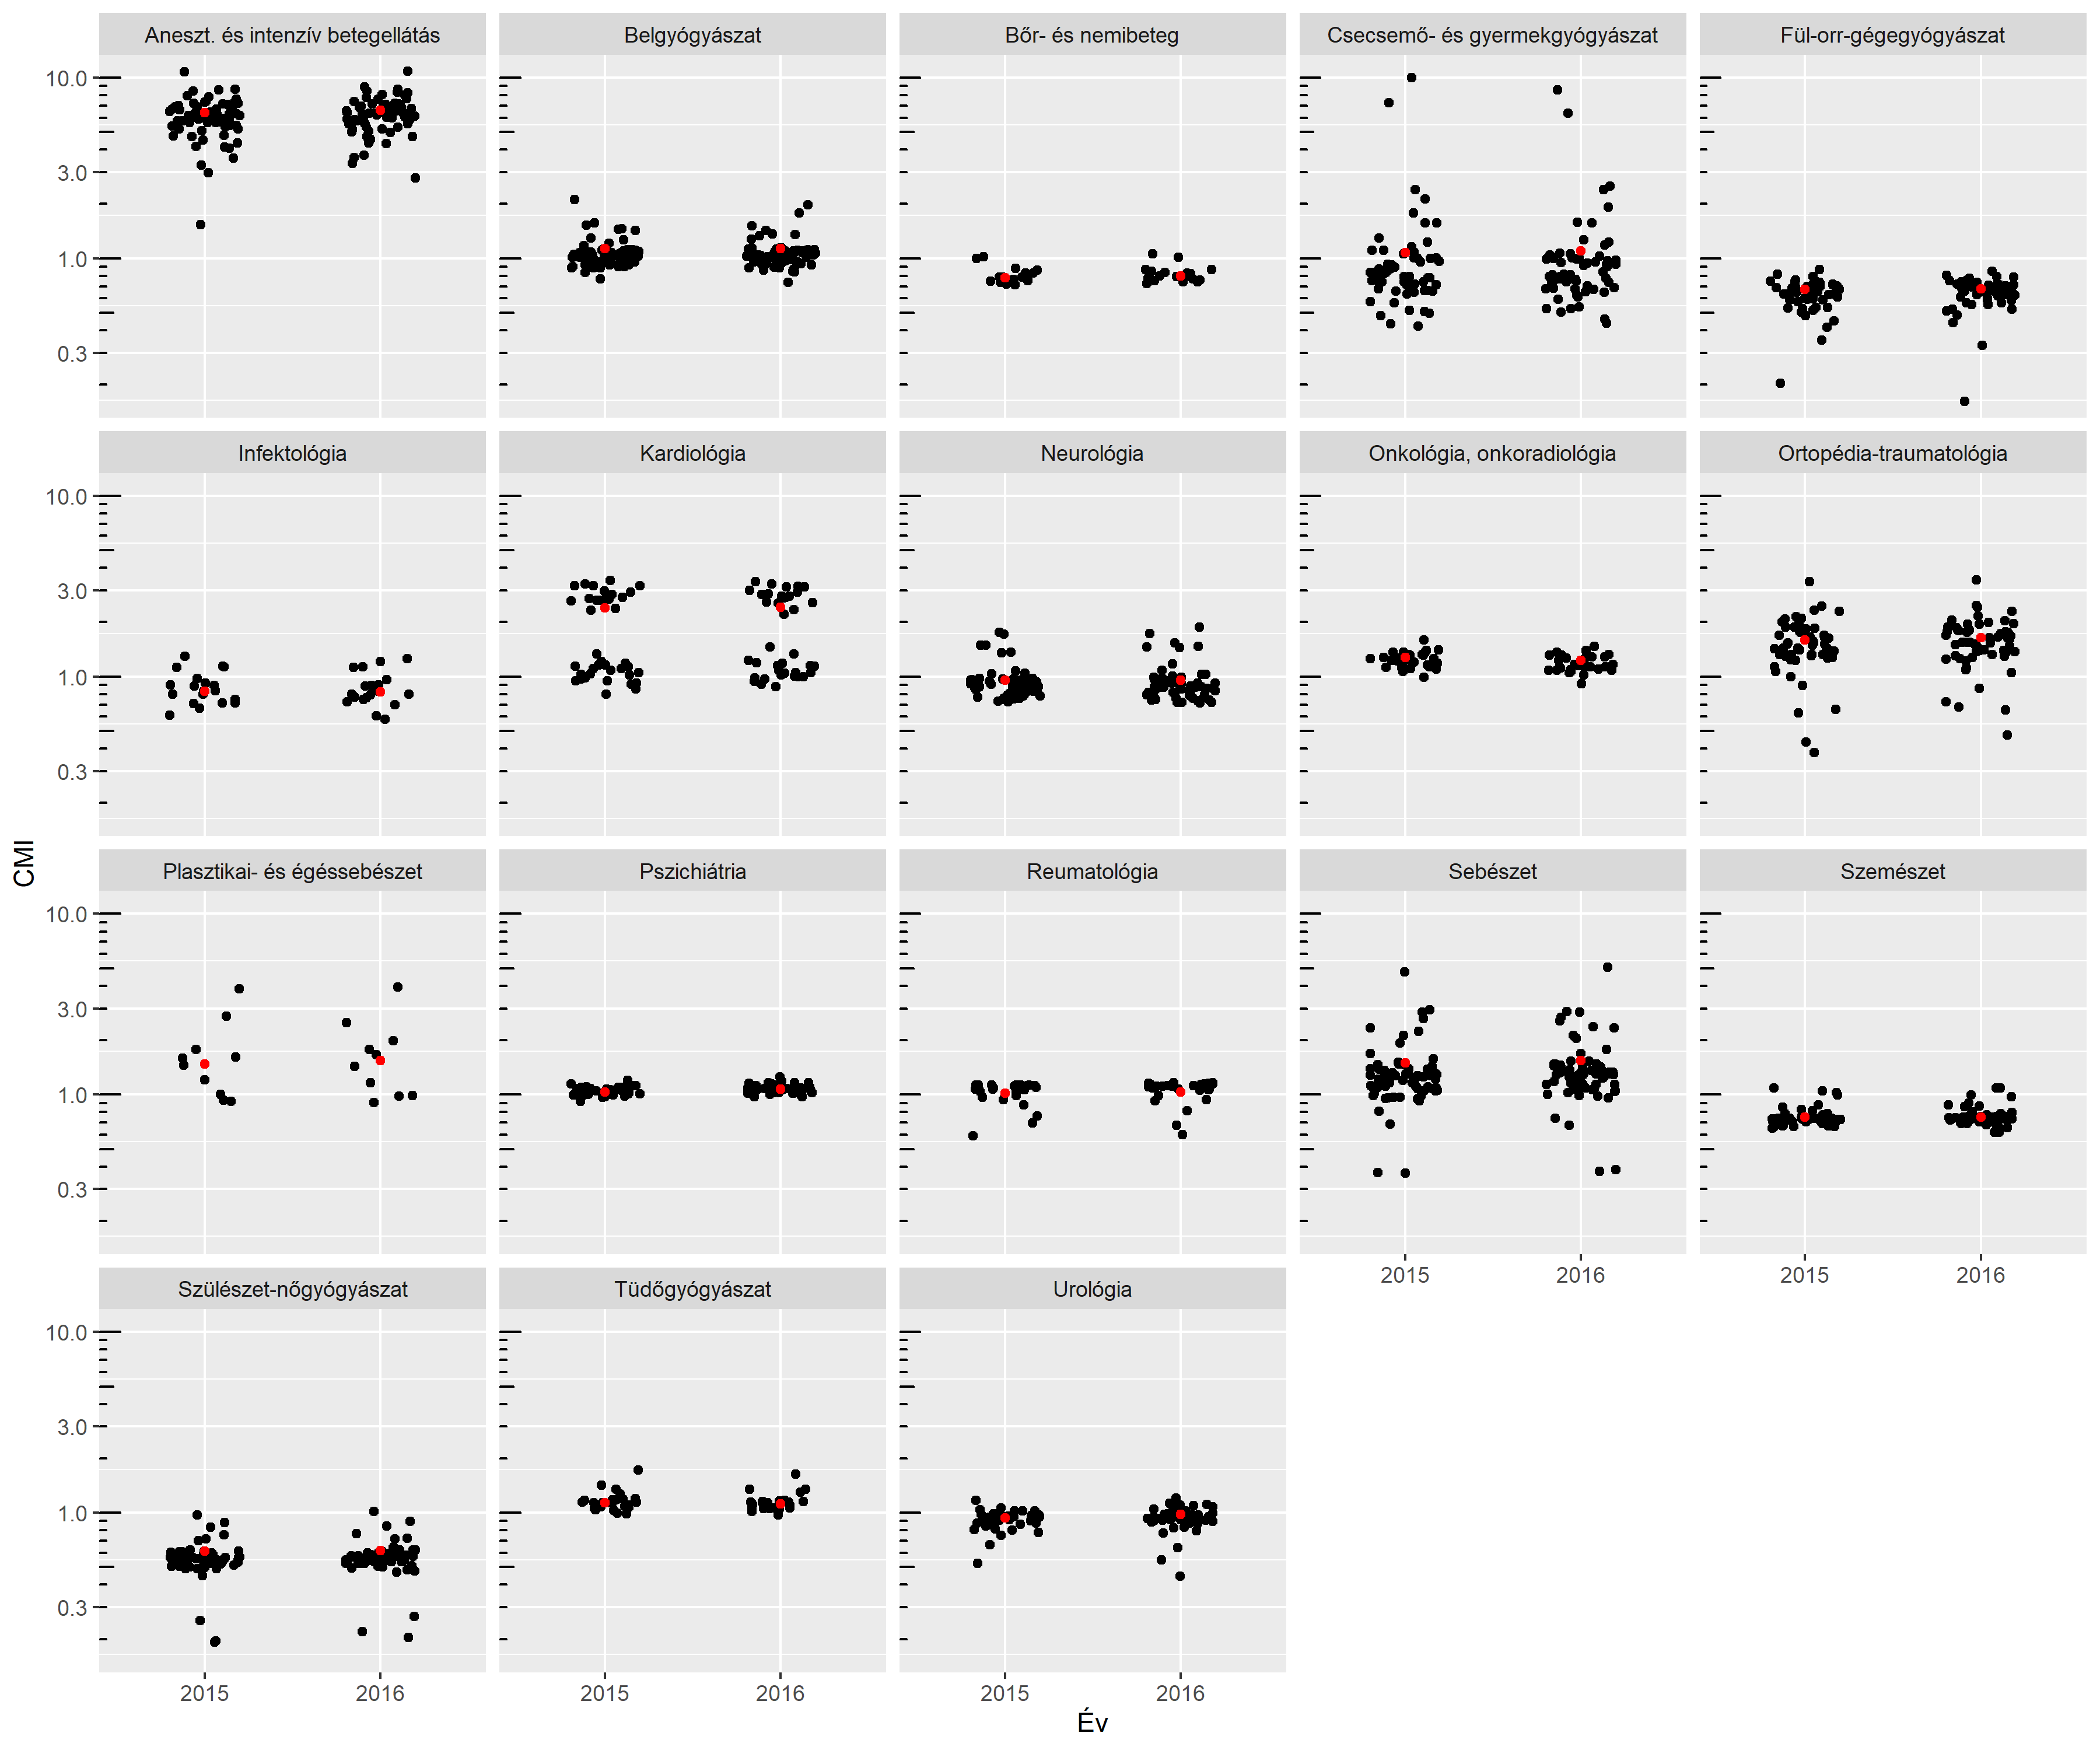 Aneszt. és intenzív betegellátás
Belgyógyászat
Bőr- és nemibeteg
Csecsemő- és gyermekgyógyászat
Fül-orr-gégegyógyászat
10.0
3.0
1.0
0.3
Infektológia
Kardiológia
Neurológia
Onkológia, onkoradiológia
Ortopédia-traumatológia
10.0
3.0
1.0
0.3
CMI
Plasztikai- és égéssebészet
Pszichiátria
Reumatológia
Sebészet
Szemészet
10.0
3.0
1.0
0.3
2015
2016
2015
2016
Szülészet-nőgyógyászat
Tüdőgyógyászat
Urológia
10.0
3.0
1.0
0.3
2015
2016
2015
2016
2015
2016
Év